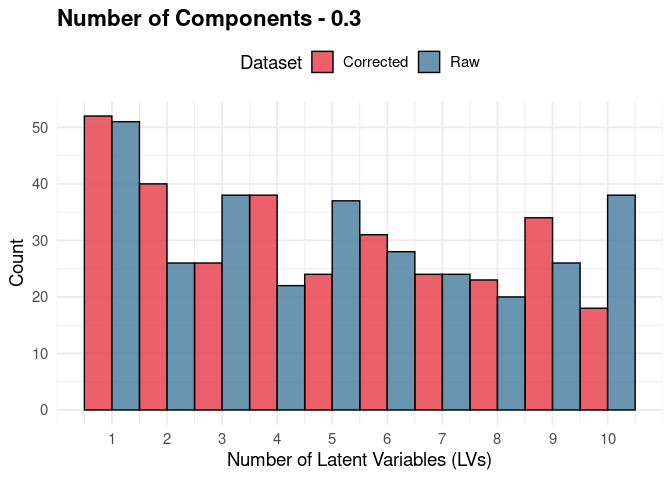 Number of Components - 0.3
Dataset Corrected Raw
50
40
30
20
10
0
Count
1 2 3 4 5 6 7 8 9 10
Number of Latent Variables (LVs)